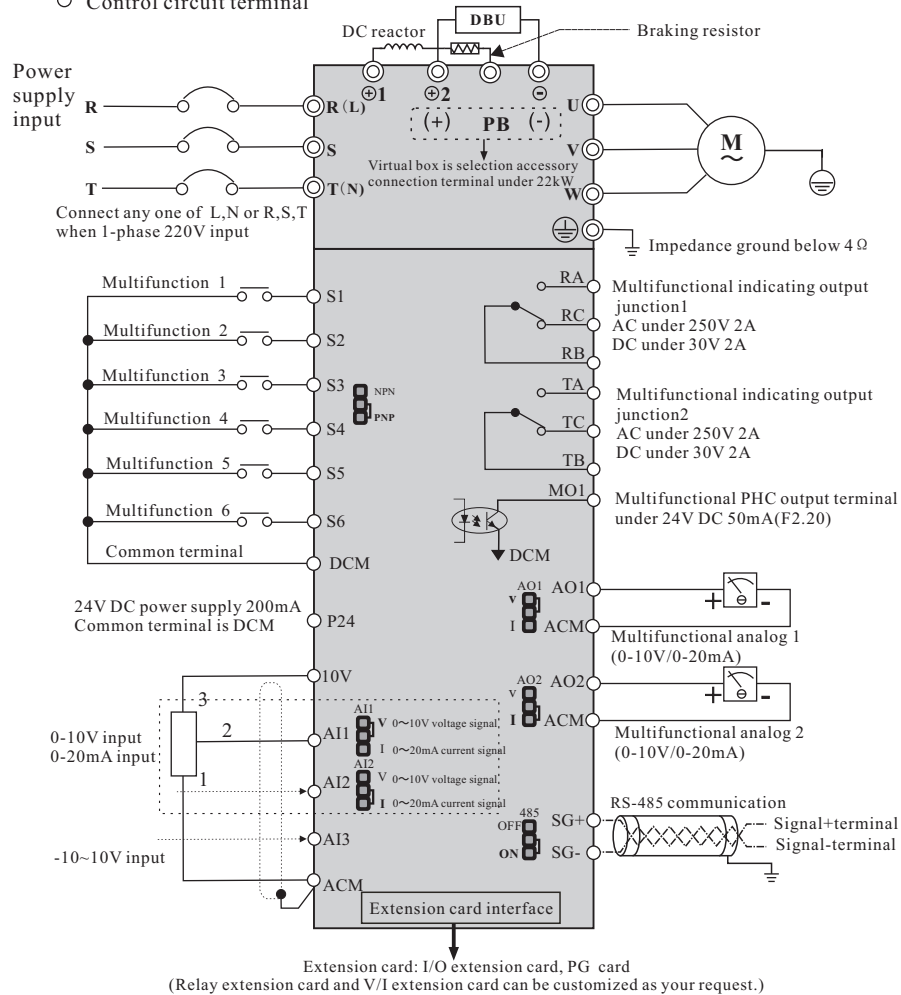 Control circuit terminal
DBU
DC reactor
Braking resistor
Power
supply
input
⊕1
⊕2
⊖
R
R(L)
(+) PB (-)
U
S
S
V
M
~
Virtual box is selection accessory
connection terminal under 22kW
T
T(N)
W
Connect any one of L,N or R,S,T
when 1-phase 220V input
Impedance ground below 4Ω
Multifunction 1
S1
RA
Multifunctional indicating output
junction1
AC under 250V 2A
DC under 30V 2A
RC
RB
Multifunction 2
S2
Multifunction 3
S3
NPN
PNP
TA
Multifunctional indicating output
junction2
AC under 250V 2A
DC under 30V 2A
TC
TB
Multifunction 4
S4
Multifunction 5
S5
MO1
Multifunctional PHC output terminal
under 24V DC 50mA(F2.20)
Multifunction 6
S6
DCM
Common terminal
DCM
24V DC power supply 200mA
Common terminal is DCM
P24
AO1
V
I
AO1
ACM
+ -
Multifunctional analog 1
(0-10V/0-20mA)
10V
3
2
1
0-10V input
0-20mA input
AI1
AI1
V 0~10V voltage signal
I 0~20mA current signal
AI2
AI2
V 0~10V voltage signal
I 0~20mA current signal
AO2
V
I
AO2
ACM
+ -
Multifunctional analog 2
(0-10V/0-20mA)
AI3
-10~10V input
ACM
485
OFF
ON
SG+
SG-
RS-485 communication
Signal+terminal
Signal-terminal
Extension card interface
Extension card: I/O extension card, PG card
(Relay extension card and V/I extension card can be customized as your request.)